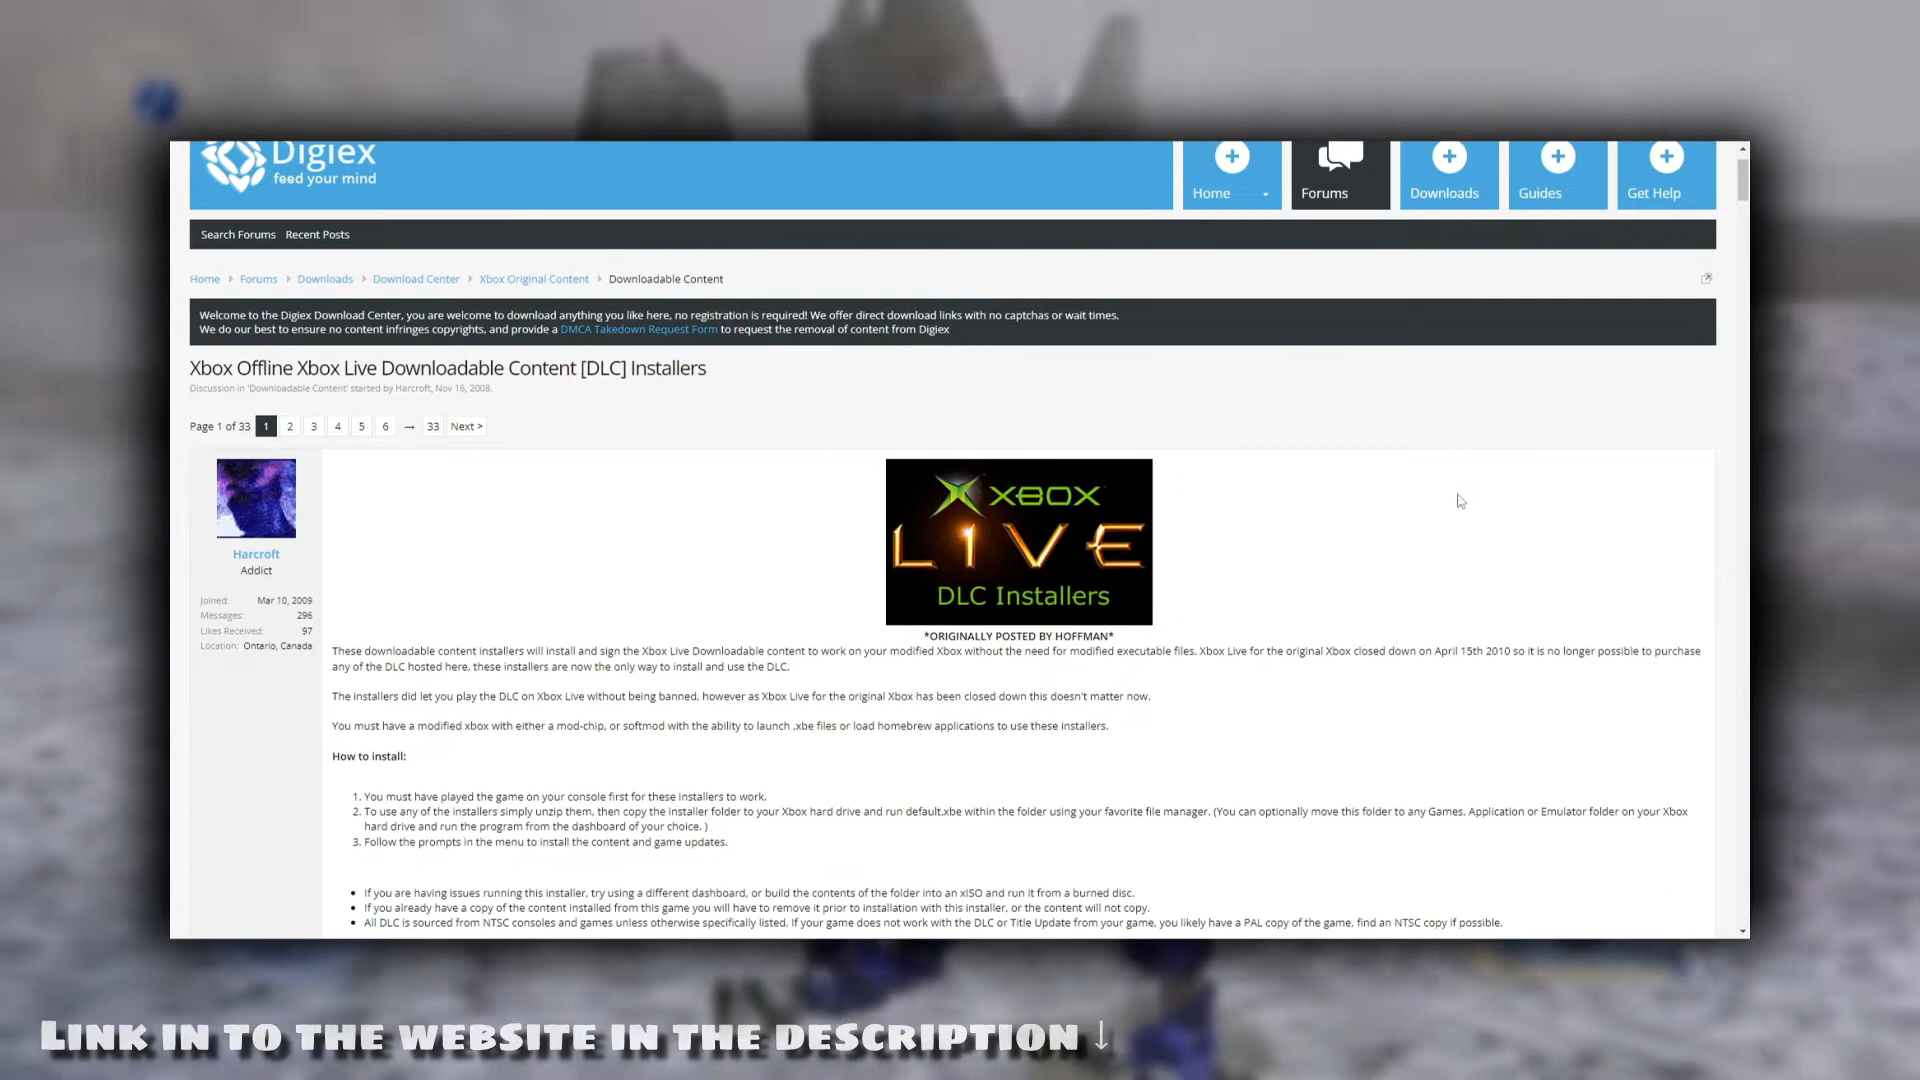 Digiex
feed your mind
Home
Forums
Downloads
Guides
Get Help
Search Forums Recent Posts
Home Forums Downloads Download Center Xbox Original Content Downloadable Content
Welcome to the Digiex Download Center, you are welcome to download anything you like here, no registration is required! We offer direct download links with no captchas or wait times.
We do our best to ensure no content infringes copyrights, and provide a DMCA Takedown Request Form to request the removal of content from Digiex
Xbox Offline Xbox Live Downloadable Content [DLC] Installers
Discussion in 'Downloadable Content' started by Harcroft, Nov 16, 2008.
Page 1 of 33 1 2 3 4 5 6 → 33 Next >
Harcroft
Addict
Joined: Mar 10, 2009
Messages: 296
Likes Received: 97
Location: Ontario, Canada
XBOX
LIVE
DLC Installers
*ORIGINALLY POSTED BY HOFFMAN*
These downloadable content installers will install and sign the Xbox Live Downloadable content to work on your modified Xbox without the need for modified executable files. Xbox Live for the original Xbox closed down on April 15th 2010 so it is no longer possible to purchase
any of the DLC hosted here, these installers are now the only way to install and use the DLC.
The installers did let you play the DLC on Xbox Live without being banned, however as Xbox Live for the original Xbox has been closed down this doesn't matter now.
You must have a modified xbox with either a mod-chip, or softmod with the ability to launch .xbe files or load homebrew applications to use these installers.
How to install:
1. You must have played the game on your console first for these installers to work.
2. To use any of the installers simply unzip them, then copy the installer folder to your Xbox hard drive and run default.xbe within the folder using your favorite file manager. (You can optionally move this folder to any Games, Application or Emulator folder on your Xbox
hard drive and run the program from the dashboard of your choice. )
3. Follow the prompts in the menu to install the content and game updates.
• If you are having issues running this installer, try using a different dashboard, or build the contents of the folder into an xISO and run it from a burned disc.
• If you already have a copy of the content installed from this game you will have to remove it prior to installation with this installer, or the content will not copy.
• All DLC is sourced from NTSC consoles and games unless otherwise specifically listed. If your game does not work with the DLC or Title Update from your game, you likely have a PAL copy of the game, find an NTSC copy if possible.
LINK IN TO THE WEBSITE IN THE DESCRIPTION ↓